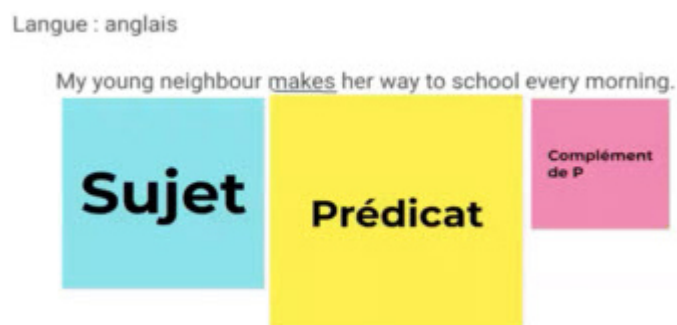 Langue : anglais
My young neighbour makes her way to school every morning.
Sujet
Prédicat
Complément
de P